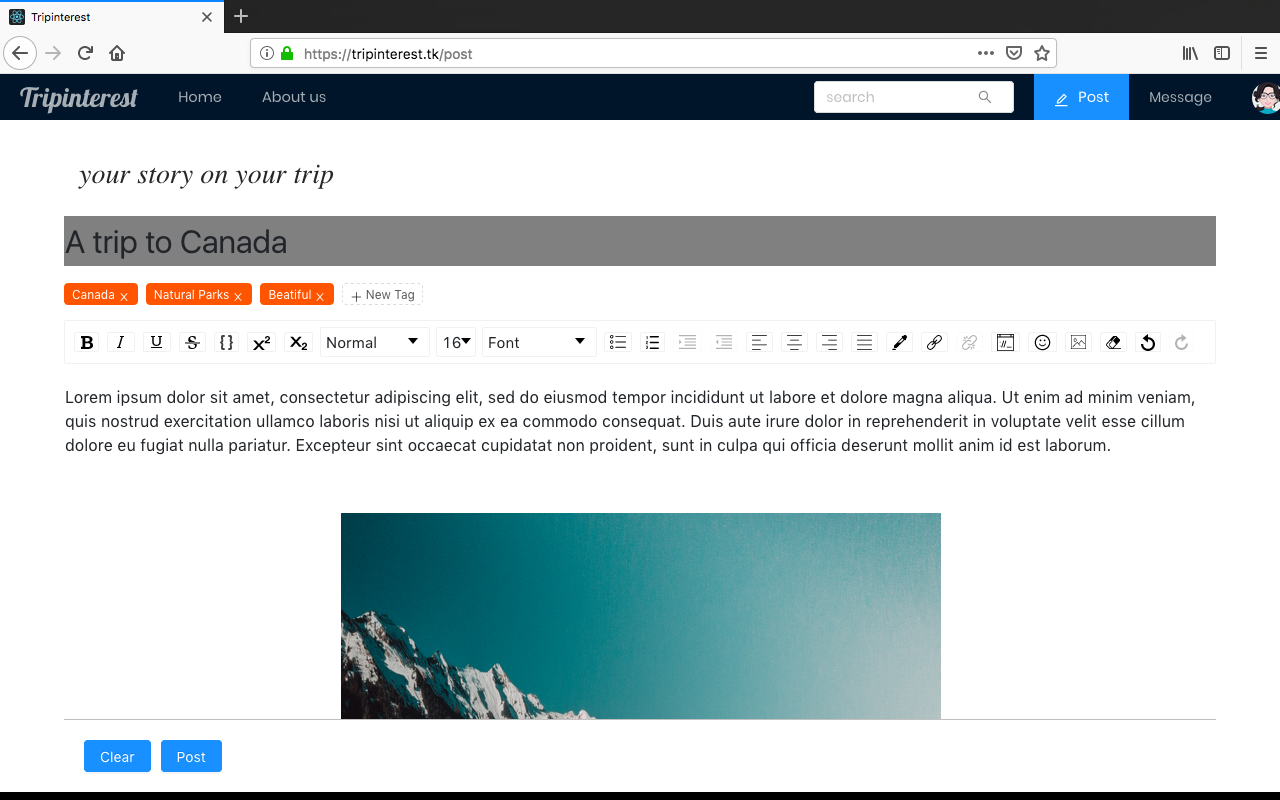 Tripinterest
https://tripinterest.tk/post
Tripinterest Home About us search Post Message
your story on your trip
A trip to Canada
Canada Natural Parks Beatiful + New Tag
B I U S {} X² X₂ Normal 16 Font
Lorem ipsum dolor sit amet, consectetur adipiscing elit, sed do eiusmod tempor incididunt ut labore et dolore magna aliqua. Ut enim ad minim veniam,
quis nostrud exercitation ullamco laboris nisi ut aliquip ex ea commodo consequat. Duis aute irure dolor in reprehenderit in voluptate velit esse cillum
dolore eu fugiat nulla pariatur. Excepteur sint occaecat cupidatat non proident, sunt in culpa qui officia deserunt mollit anim id est laborum.
Clear Post